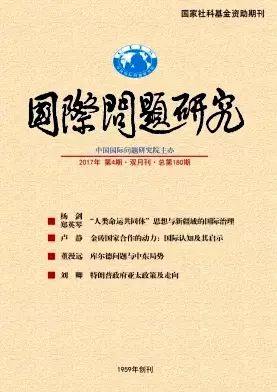 国家社科基金资助期刊
国際問題研究
中国国际问题研究院主办
2017年 第4期·双月刊·总第180期
杨 剑
郑英琴
“人类命运共同体”思想与新疆域的国际治理
卢 静
金砖国家合作的动力：国际认知及其启示
董漫远
库尔德问题与中东局势
刘 卿
特朗普政府亚太政策及走向
1959年创刊